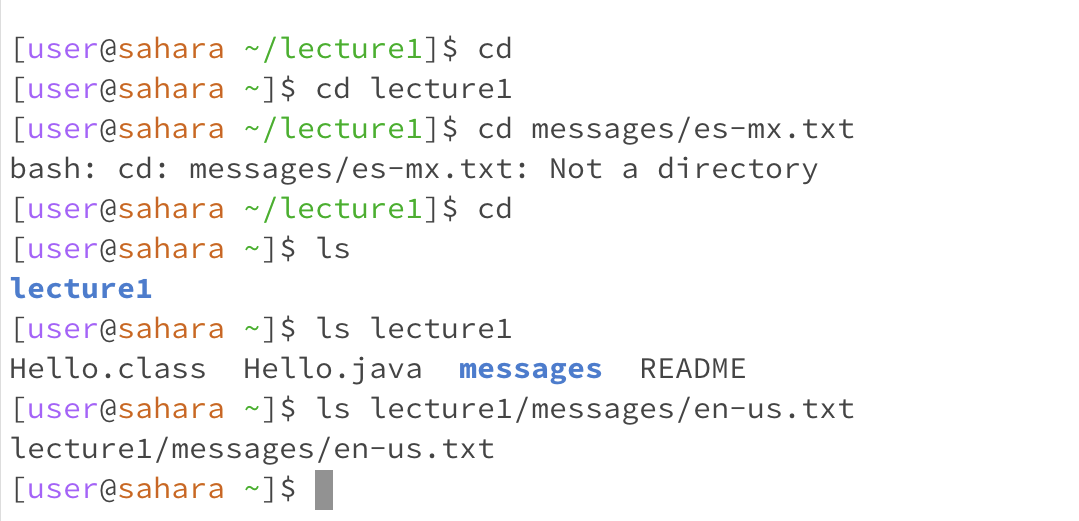 [user@sahara ~/lecture1]$ cd
[user@sahara ~]$ cd lecture1
[user@sahara ~/lecture1]$ cd messages/es-mx.txt
bash: cd: messages/es-mx.txt: Not a directory
[user@sahara ~/lecture1]$ cd
[user@sahara ~]$ ls
lecture1
[user@sahara ~]$ ls lecture1
Hello.class  Hello.java  messages  README
[user@sahara ~]$ ls lecture1/messages/en-us.txt
lecture1/messages/en-us.txt
[user@sahara ~]$